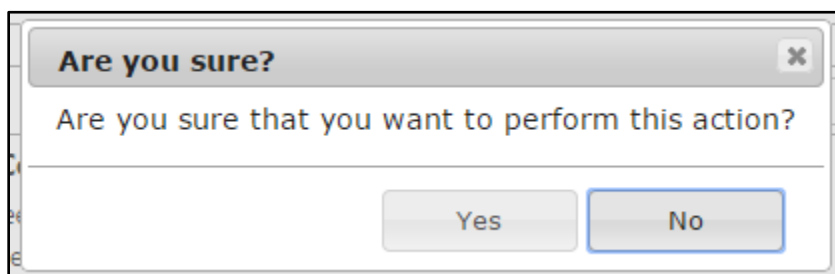 Are you sure?
Are you sure that you want to perform this action?
Yes No